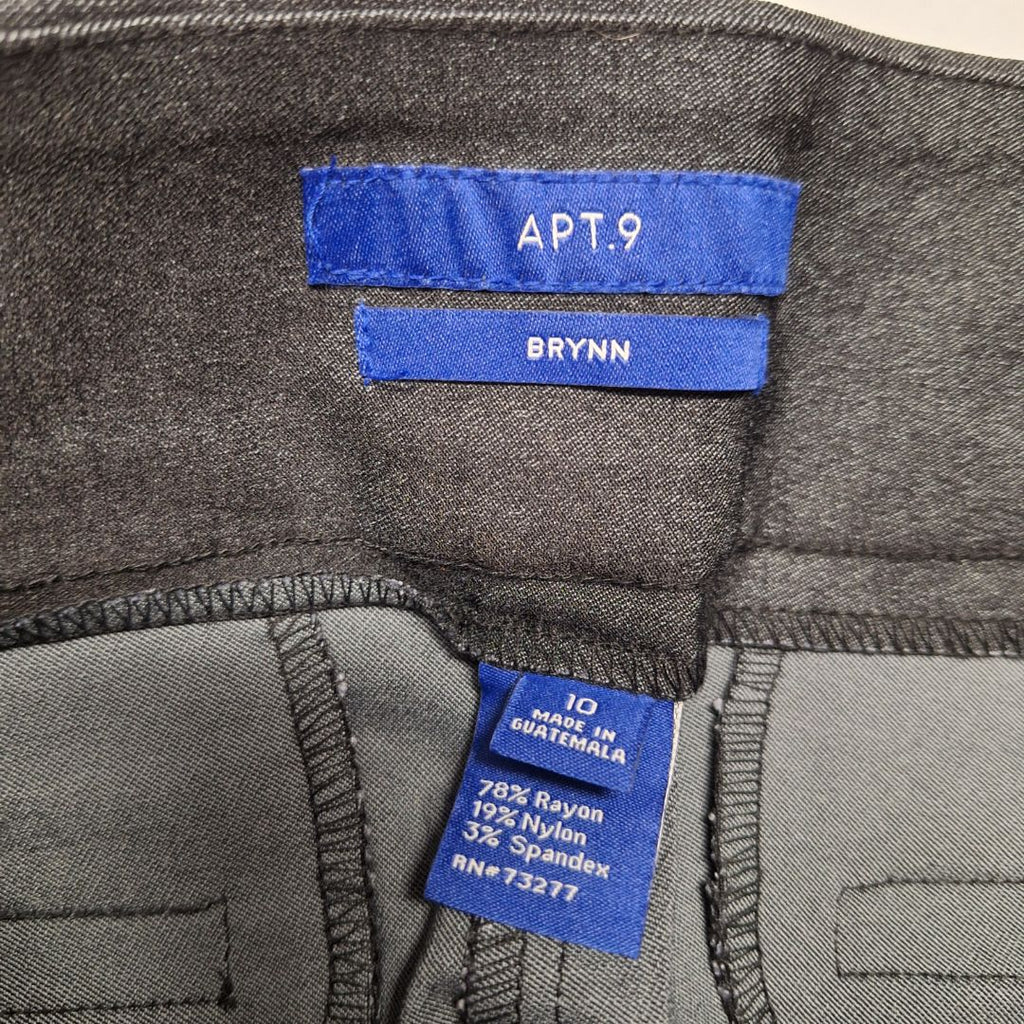 APT.9
BRYNN
10
MADE IN
GUATEMALA
78% Rayon
19% Nylon
3% Spandex
RN#73277